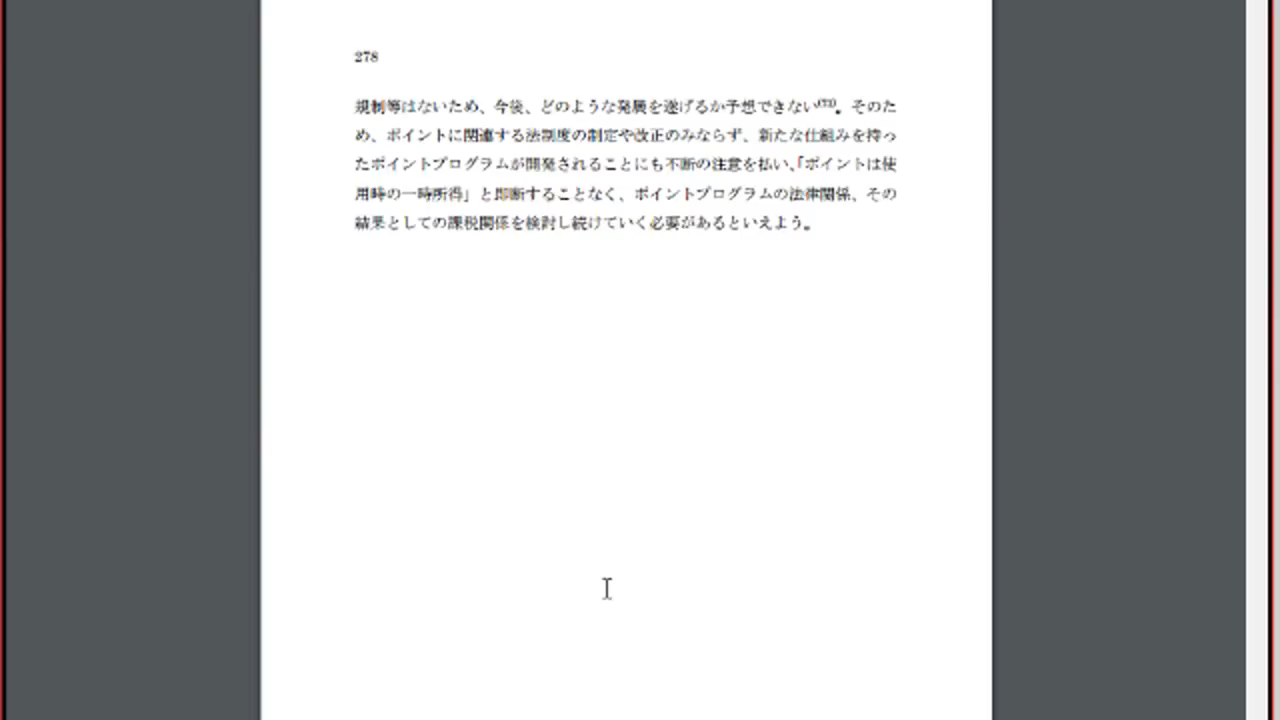 278
規制等はないため、今後、どのような発展を遂げるか予想できない。そのた
め、ポイントに関連する法制度の制定や改正のみならず、新たな仕組みを持っ
たポイントプログラムが開発されることにも不断の注意を払い、「ポイントは使
用時の一時所得」と即断することなく、ポイントプログラムの法律関係、その
結果としての課税関係を検討し続けていく必要があるといえよう。